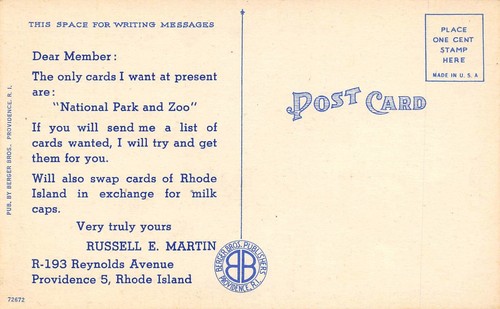 THIS SPACE FOR WRITING MESSAGES
Dear Member:
The only cards I want at present
are:
"National Park and Zoo"
If you will send me a list of
cards wanted, I will try and get
them for you.
Will also swap cards of Rhode
Island in exchange for milk
caps.
Very truly yours
RUSSELL E. MARTIN
R-193 Reynolds Avenue
Providence 5, Rhode Island
72672
PUB. BY BERGER BROS., PROVIDENCE, R. I.
BERGER BROS. PUBLISHERS
PROVIDENCE, R.I.
BB
POST CARD
PLACE
ONE CENT
STAMP
HERE
MADE IN U. S. A